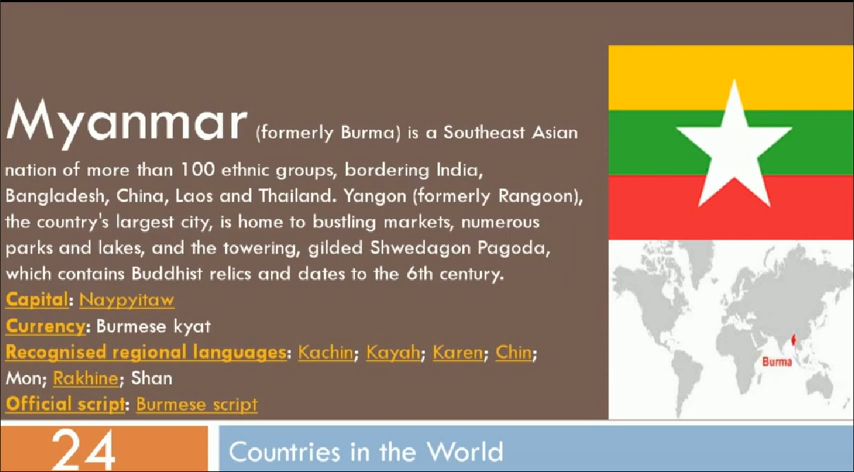 Myanmar (formerly Burma) is a Southeast Asian
nation of more than 100 ethnic groups, bordering India,
Bangladesh, China, Laos and Thailand. Yangon (formerly Rangoon),
the country's largest city, is home to bustling markets, numerous
parks and lakes, and the towering, gilded Shwedagon Pagoda,
which contains Buddhist relics and dates to the 6th century.
Capital: Naypyitaw
Currency: Burmese kyat
Recognised regional languages: Kachin; Kayah; Karen; Chin;
Mon; Rakhine; Shan
Official script: Burmese script
Burma
24
Countries in the World